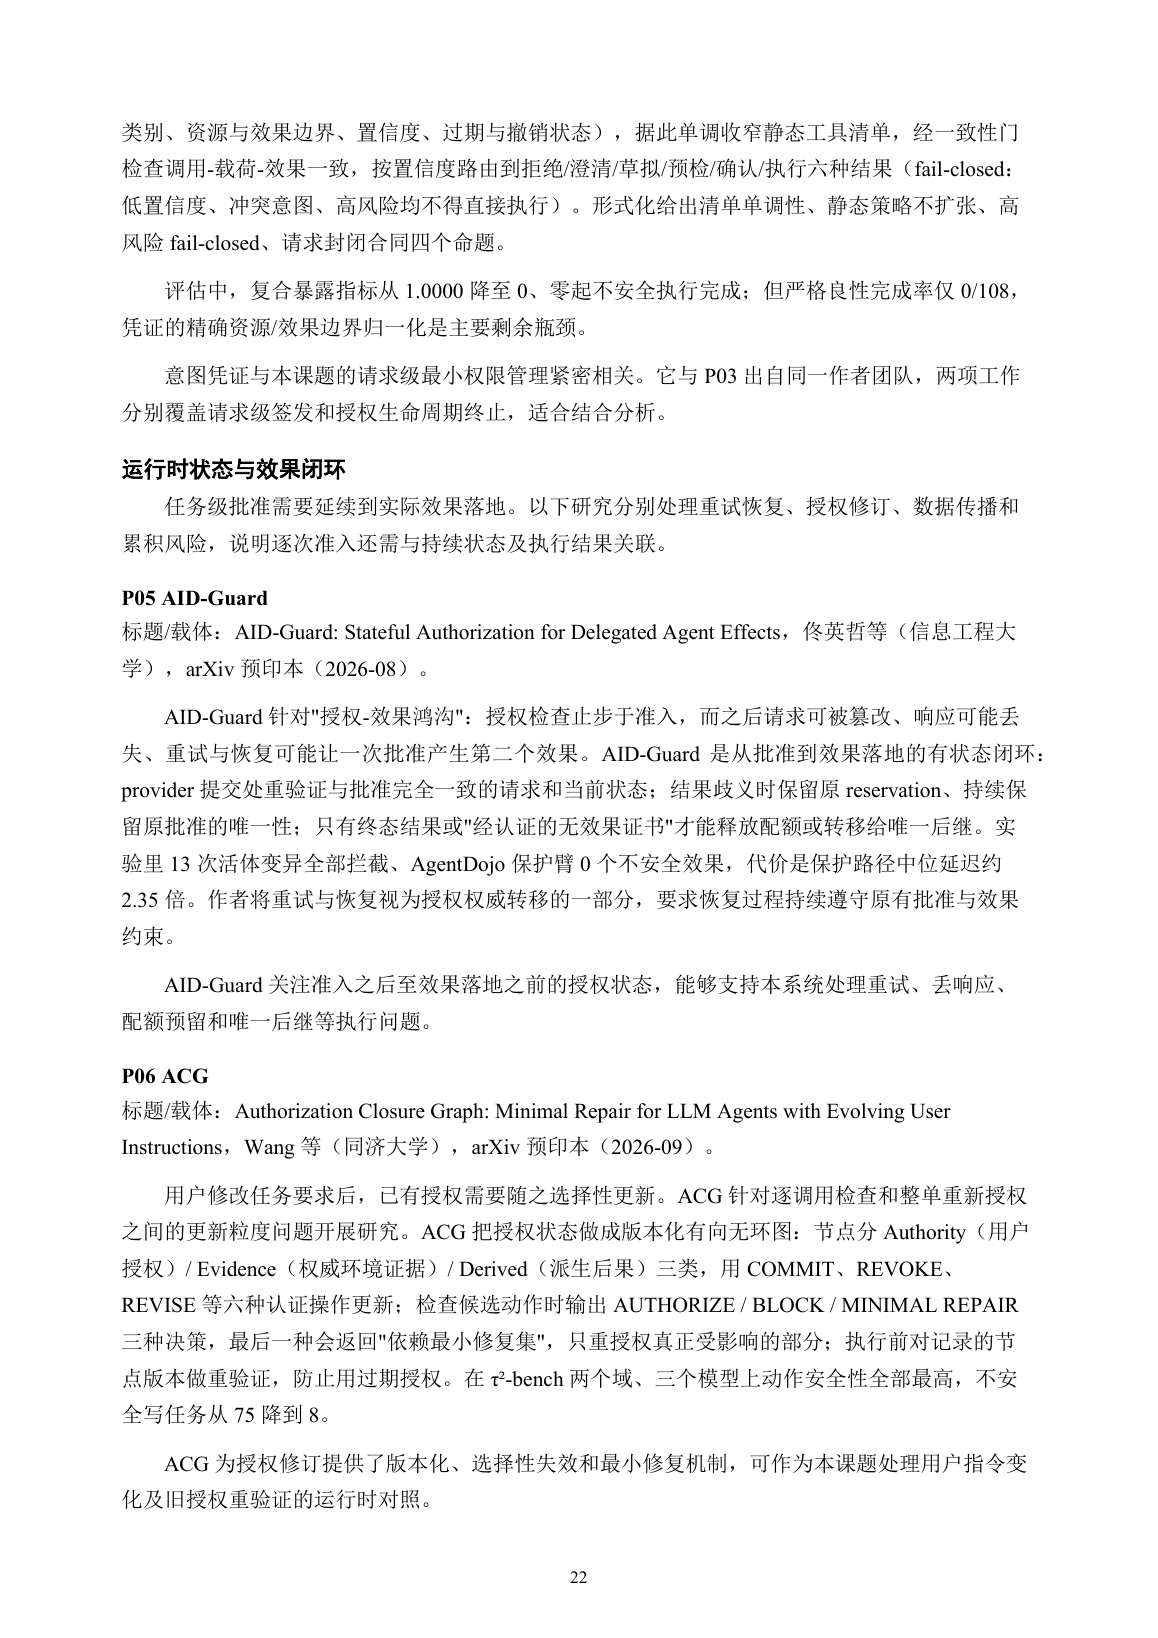 类别、资源与效果边界、置信度、过期与撤销状态），据此单调收窄静态工具清单，经一致性门
检查调用-载荷-效果一致，按置信度路由到拒绝/澄清/草拟/预检/确认/执行六种结果（fail-closed：
低置信度、冲突意图、高风险均不得直接执行）。形式化给出清单单调性、静态策略不扩张、高
风险 fail-closed、请求封闭合同四个命题。
评估中，复合暴露指标从 1.0000 降至 0、零起不安全执行完成；但严格良性完成率仅 0/108，
凭证的精确资源/效果边界归一化是主要剩余瓶颈。
意图凭证与本课题的请求级最小权限管理紧密相关。它与 P03 出自同一作者团队，两项工作
分别覆盖请求级签发和授权生命周期终止，适合结合分析。
运行时状态与效果闭环
任务级批准需要延续到实际效果落地。以下研究分别处理重试恢复、授权修订、数据传播和
累积风险，说明逐次准入还需与持续状态及执行结果关联。
P05 AID-Guard
标题/载体：AID-Guard: Stateful Authorization for Delegated Agent Effects，佟英哲等（信息工程大
学），arXiv 预印本（2026-08）。
AID-Guard 针对"授权-效果鸿沟"：授权检查止步于准入，而之后请求可被篡改、响应可能丢
失、重试与恢复可能让一次批准产生第二个效果。AID-Guard 是从批准到效果落地的有状态闭环：
provider 提交处重验证与批准完全一致的请求和当前状态；结果歧义时保留原 reservation、持续保
留原批准的唯一性；只有终态结果或"经认证的无效果证书"才能释放配额或转移给唯一后继。实
验里 13 次活体变异全部拦截、AgentDojo 保护臂 0 个不安全效果，代价是保护路径中位延迟约
2.35 倍。作者将重试与恢复视为授权权威转移的一部分，要求恢复过程持续遵守原有批准与效果
约束。
AID-Guard 关注准入之后至效果落地之前的授权状态，能够支持本系统处理重试、丢响应、
配额预留和唯一后继等执行问题。
P06 ACG
标题/载体：Authorization Closure Graph: Minimal Repair for LLM Agents with Evolving User
Instructions，Wang 等（同济大学），arXiv 预印本（2026-09）。
用户修改任务要求后，已有授权需要随之选择性更新。ACG 针对逐调用检查和整单重新授权
之间的更新粒度问题开展研究。ACG 把授权状态做成版本化有向无环图：节点分 Authority（用户
授权）/ Evidence（权威环境证据）/ Derived（派生后果）三类，用 COMMIT、REVOKE、
REVISE 等六种认证操作更新；检查候选动作时输出 AUTHORIZE / BLOCK / MINIMAL REPAIR
三种决策，最后一种会返回"依赖最小修复集"，只重授权真正受影响的部分；执行前对记录的节
点版本做重验证，防止用过期授权。在 τ²-bench 两个域、三个模型上动作安全性全部最高，不安
全写任务从 75 降到 8。
ACG 为授权修订提供了版本化、选择性失效和最小修复机制，可作为本课题处理用户指令变
化及旧授权重验证的运行时对照。
22